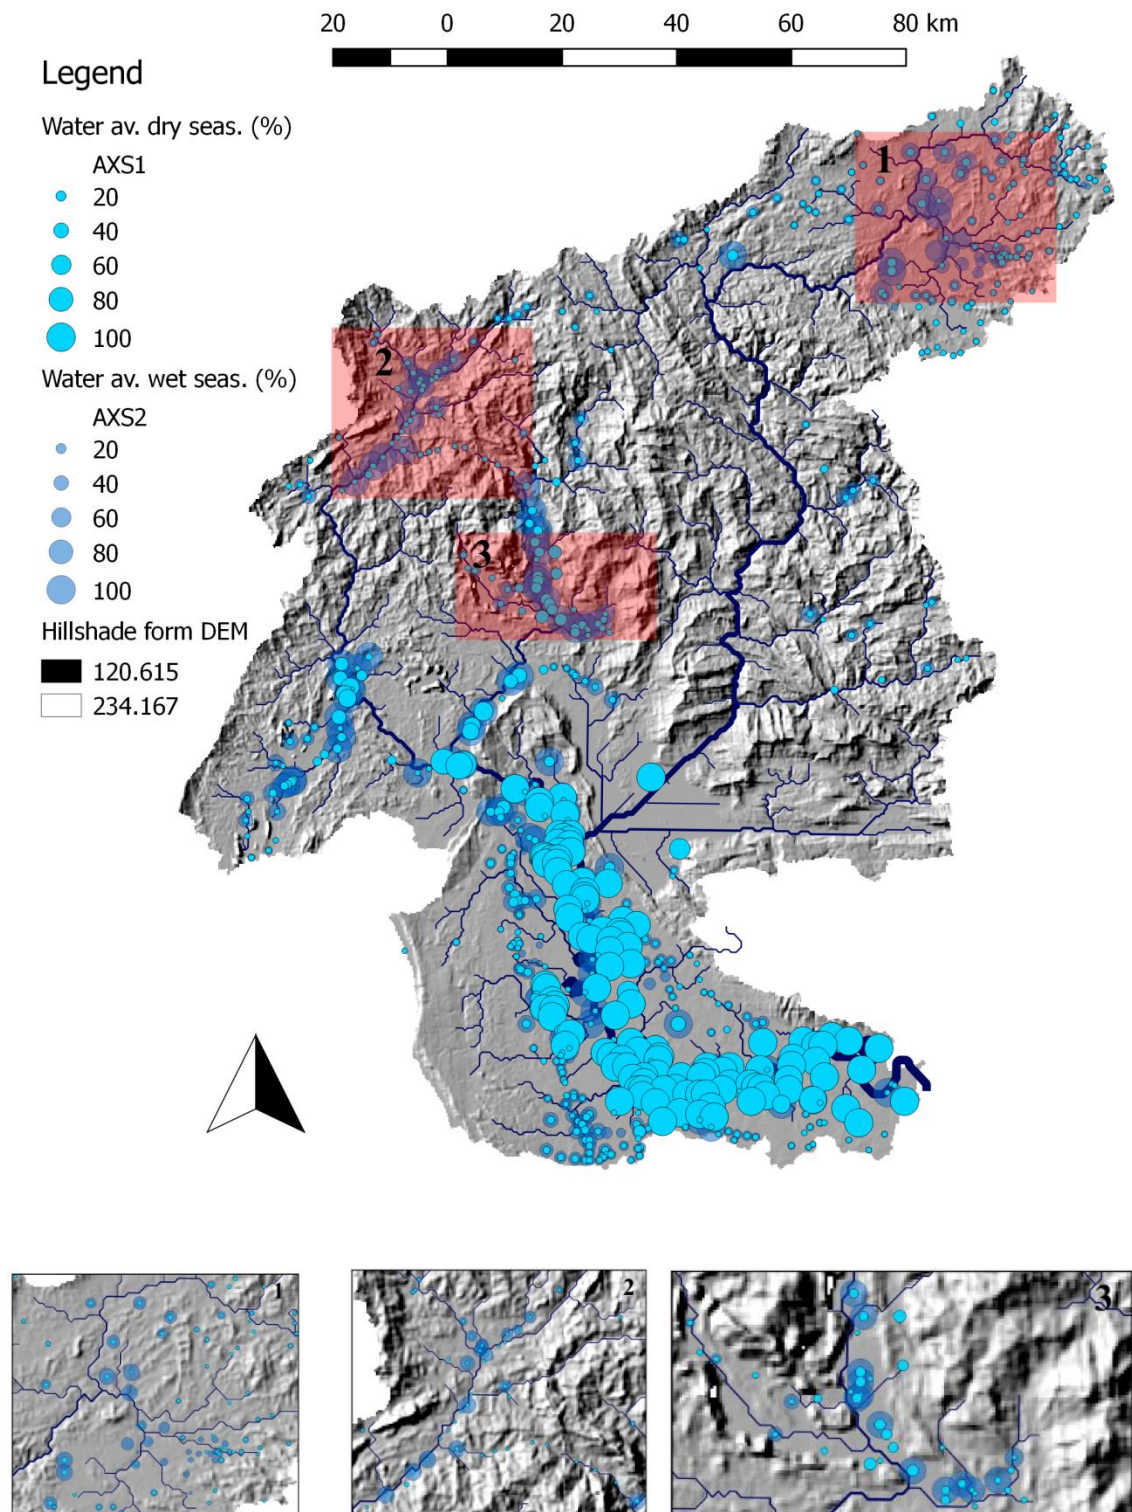 20 0 20 40 60 80 km
Legend
Water av. dry seas. (%)
AXS1
20
40
60
80
100
Water av. wet seas. (%)
AXS2
20
40
60
80
100
Hillshade form DEM
120.615
234.167
1
2
3
1
2
3